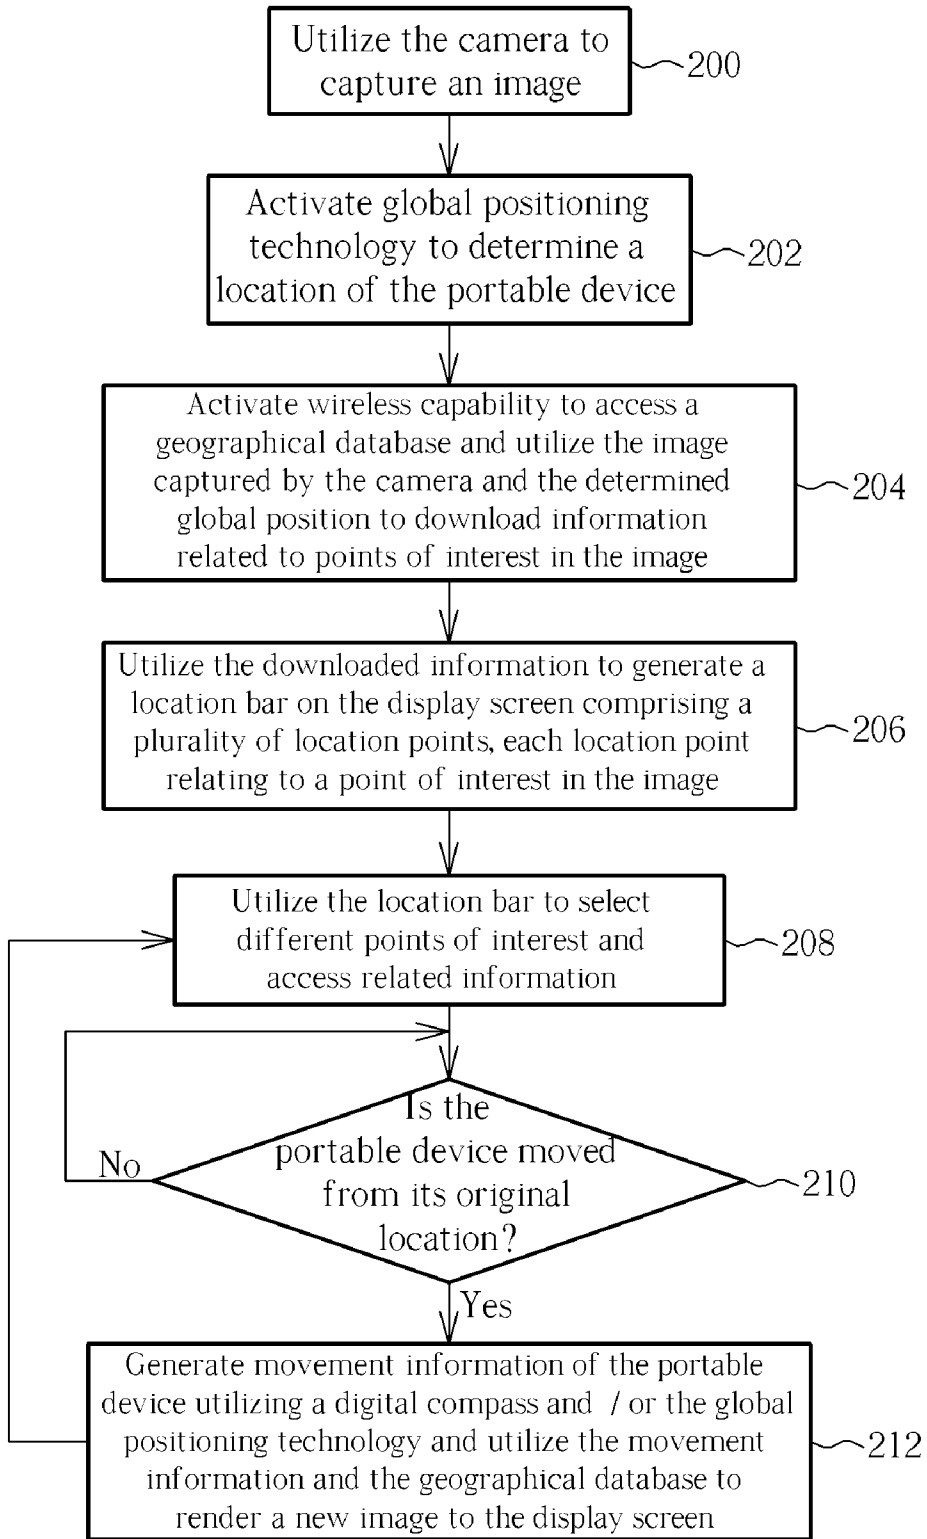 Utilize the camera to
capture an image
200
Activate global positioning
technology to determine a
location of the portable device
202
Activate wireless capability to access a
geographical database and utilize the image
captured by the camera and the determined
global position to download information
related to points of interest in the image
204
Utilize the downloaded information to generate a
location bar on the display screen comprising a
plurality of location points, each location point
relating to a point of interest in the image
206
Utilize the location bar to select
different points of interest and
access related information
208
Is the
portable device moved
from its original
location?
210
No
Yes
Generate movement information of the portable
device utilizing a digital compass and / or the global
positioning technology and utilize the movement
information and the geographical database to
render a new image to the display screen
212